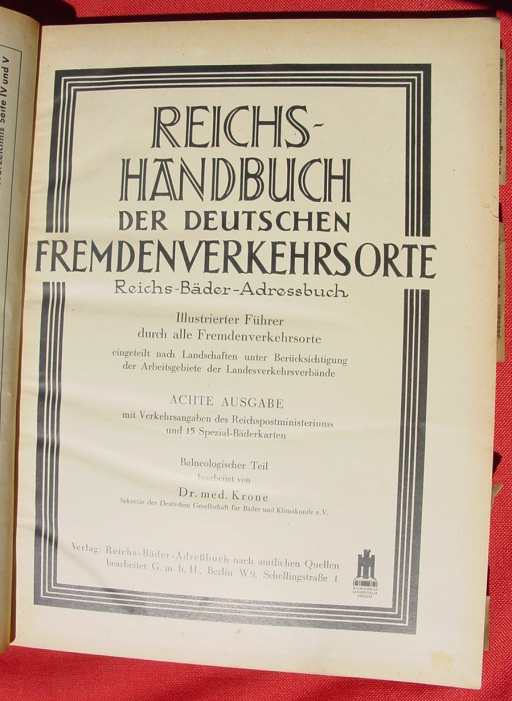 Seite IV und V
REICHS-
HANDBUCH
DER DEUTSCHEN
FREMDENVERKEHRSORTE
Reichs-Bäder-Adressbuch
Illustrierter Führer
durch alle Fremdenverkehrsorte
eingeteilt nach Landschaften unter Berücksichtigung
der Arbeitsgebiete der Landesverkehrsverbände
ACHTE AUSGABE
mit Verkehrsangaben des Reichspostministeriums
und 15 Spezial-Bäderkarten
Balneologischer Teil
bearbeitet von
Dr. med. Krone
Sekretär der Deutschen Gesellschaft für Bäder und Klimakunde e.V.
Verlag: Reichs-Bäder-Adreßbuch nach amtlichen Quellen
bearbeitet G. m. b. H., Berlin W9, Schellingstraße 1